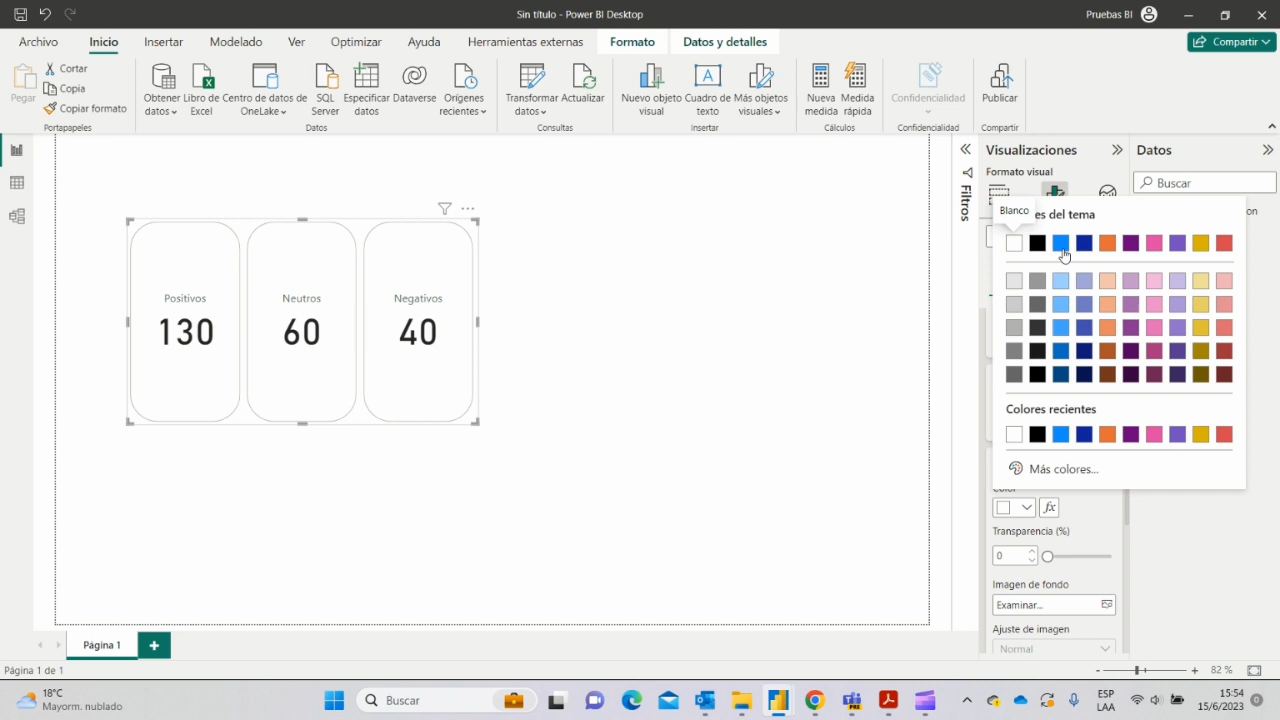 Sin título - Power BI Desktop
Pruebas BI
Archivo
Inicio
Insertar
Modelado
Ver
Optimizar
Ayuda
Herramientas externas
Formato
Datos y detalles
Compartir
Pegar
Cortar
Copia
Copiar formato
Portapapeles
Obtener datos
Libro de Excel
Centro de datos de OneLake
SQL Server
Especificar datos
Dataverse
Orígenes recientes
Datos
Transformar datos
Actualizar
Consultas
Nuevo objeto visual
Cuadro de texto
Más objetos visuales
Insertar
Nueva medida
Medida rápida
Cálculos
Confidencialidad
Confidencialidad
Publicar
Compartir
Filtros
Visualizaciones
Formato visual
Datos
Buscar
on
Blanco
es del tema
Colores recientes
Más colores...
Color
fx
Transparencia (%)
0
Imagen de fondo
Examinar...
Ajuste de imagen
Normal
Positivos
130
Neutros
60
Negativos
40
Página 1
Página 1 de 1
- + 82 %
18°C
Mayorm. nublado
Buscar
PRE
ESP
LAA
15:54
15/6/2023
0